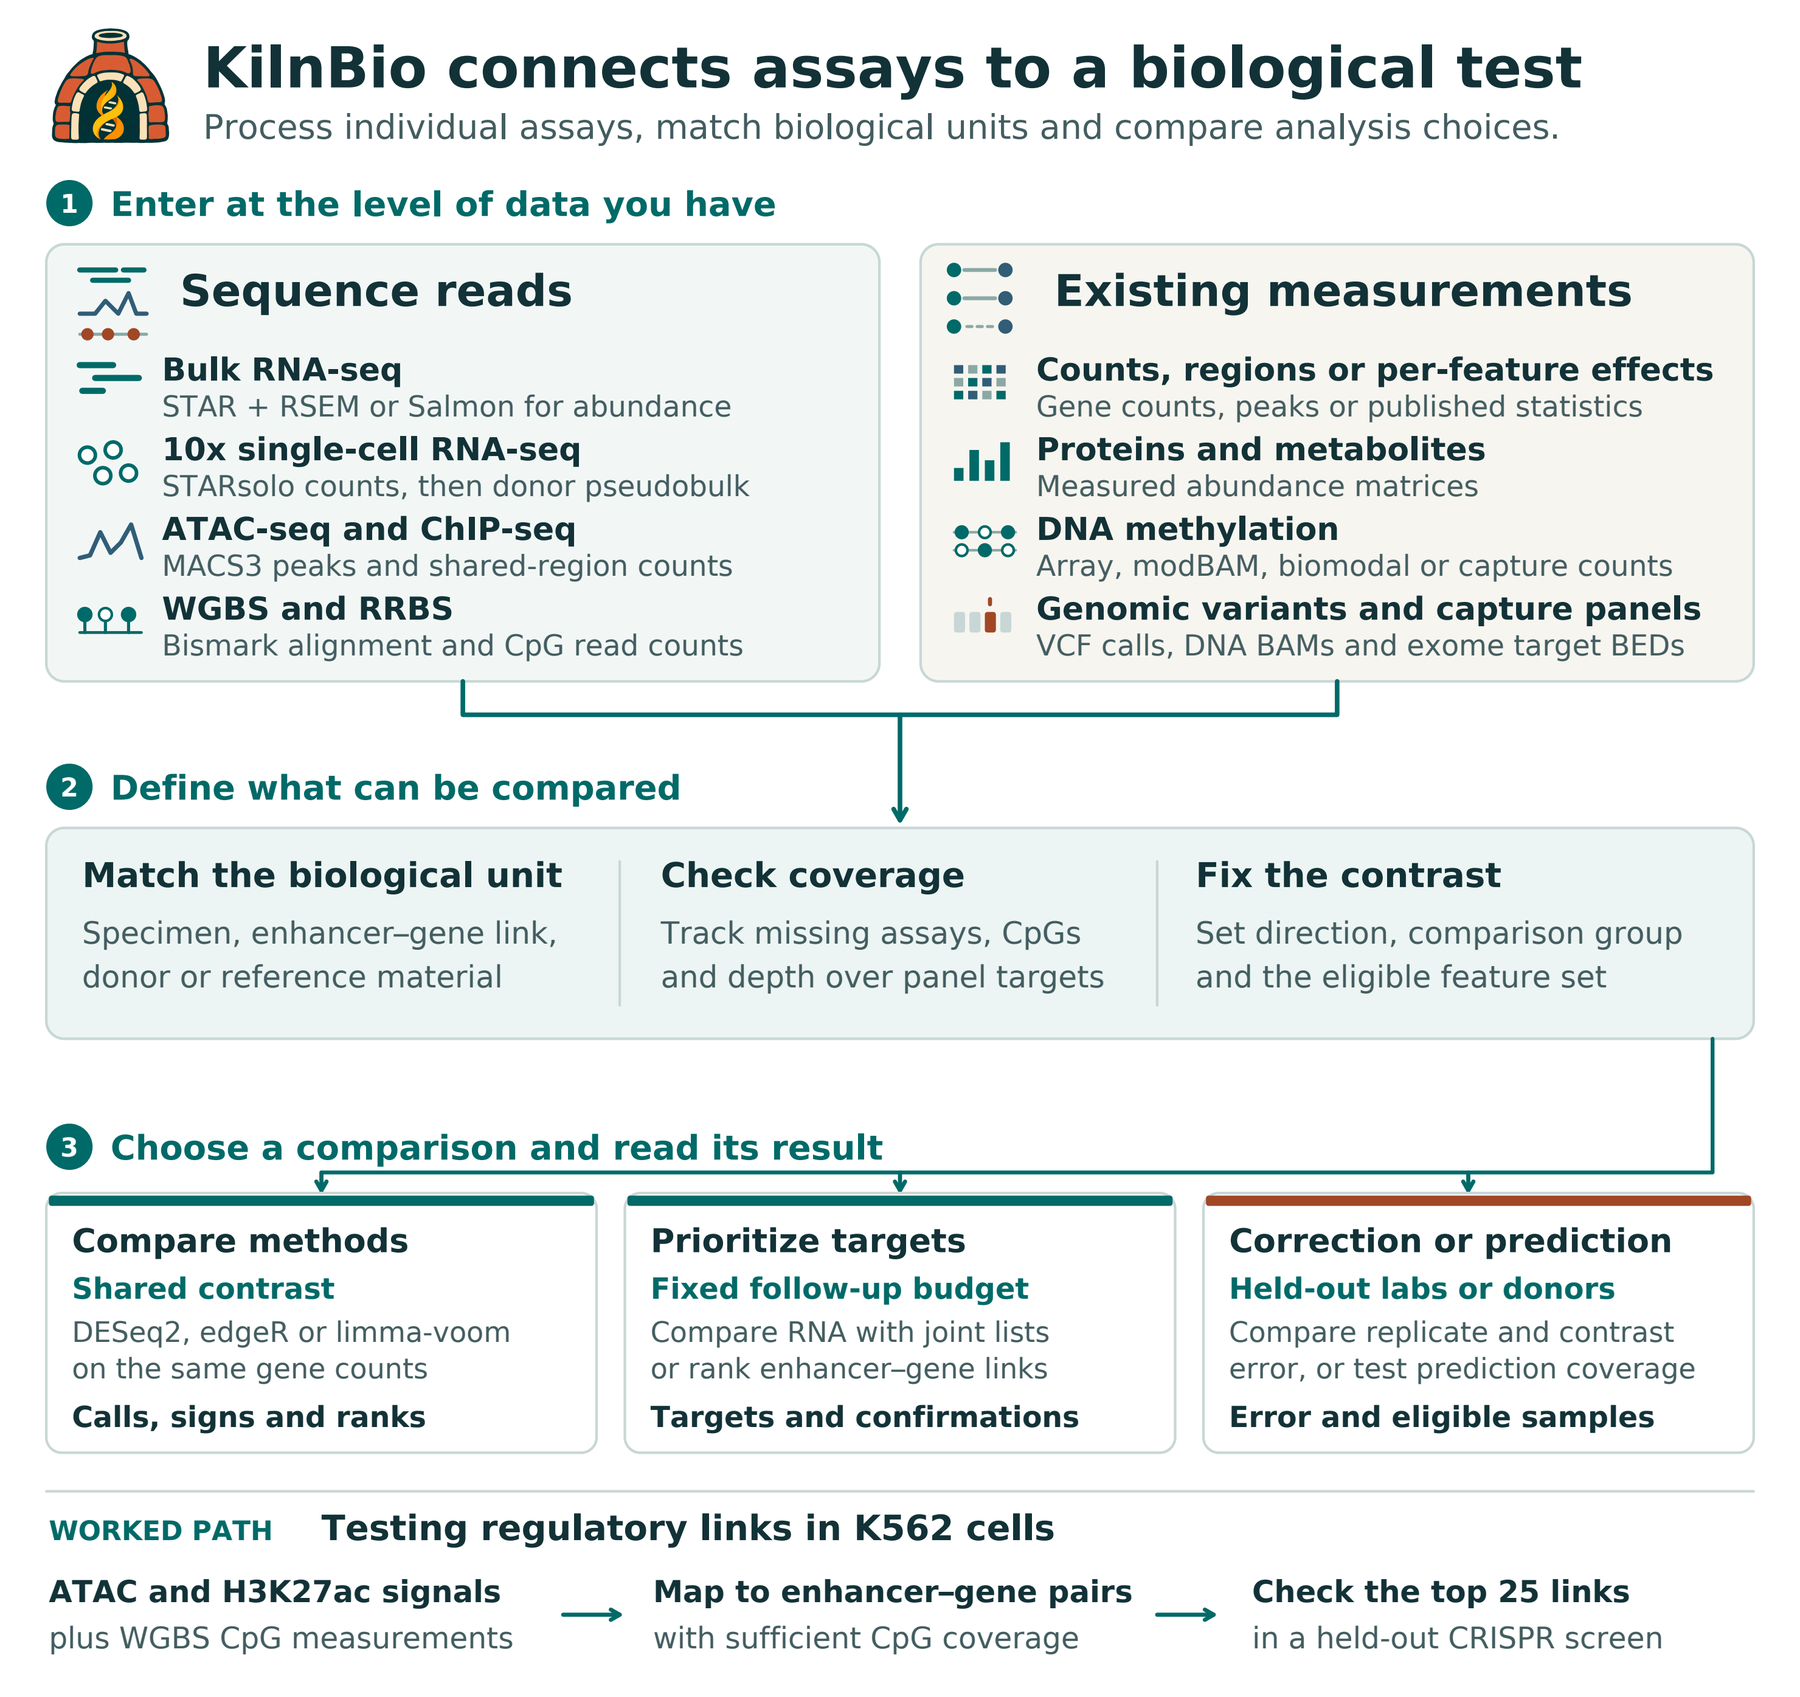 KilnBio connects assays to a biological test
Process individual assays, match biological units and compare analysis choices.
1 Enter at the level of data you have
Sequence reads
Bulk RNA-seq
STAR + RSEM or Salmon for abundance
10x single-cell RNA-seq
STARsolo counts, then donor pseudobulk
ATAC-seq and ChIP-seq
MACS3 peaks and shared-region counts
WGBS and RRBS
Bismark alignment and CpG read counts
Existing measurements
Counts, regions or per-feature effects
Gene counts, peaks or published statistics
Proteins and metabolites
Measured abundance matrices
DNA methylation
Array, modBAM, biomodal or capture counts
Genomic variants and capture panels
VCF calls, DNA BAMs and exome target BEDs
2 Define what can be compared
Match the biological unit
Specimen, enhancer–gene link,
donor or reference material
Check coverage
Track missing assays, CpGs
and depth over panel targets
Fix the contrast
Set direction, comparison group
and the eligible feature set
3 Choose a comparison and read its result
Compare methods
Shared contrast
DESeq2, edgeR or limma-voom
on the same gene counts
Calls, signs and ranks
Prioritize targets
Fixed follow-up budget
Compare RNA with joint lists
or rank enhancer–gene links
Targets and confirmations
Correction or prediction
Held-out labs or donors
Compare replicate and contrast
error, or test prediction coverage
Error and eligible samples
WORKED PATH Testing regulatory links in K562 cells
ATAC and H3K27ac signals
plus WGBS CpG measurements
Map to enhancer–gene pairs
with sufficient CpG coverage
Check the top 25 links
in a held-out CRISPR screen